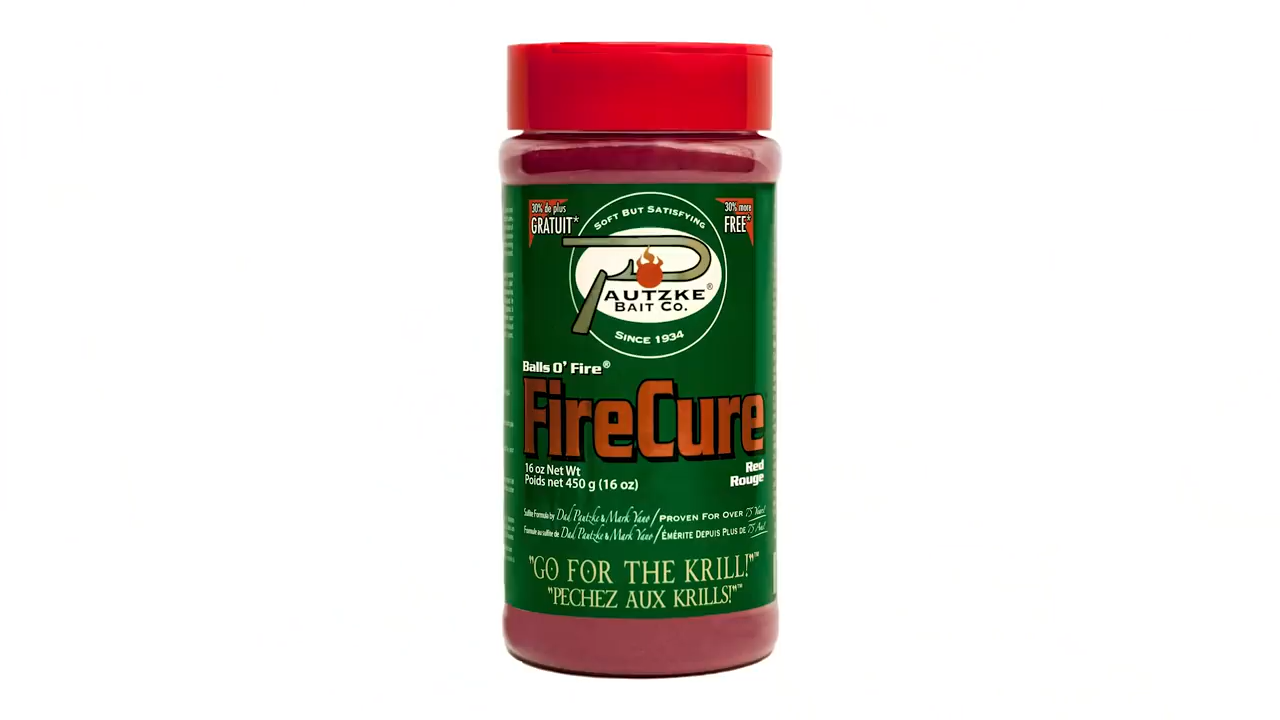 30% de plus
GRATUIT*
30% more
FREE*
SOFT BUT SATISFYING
PAUTZKE®
BAIT CO.
SINCE 1934
Balls O' Fire®
FireCure
16 oz Net Wt
Poids net 450 g (16 oz)
Red
Rouge
Sulfite Formula by Dad Pautzke & Mark Yano / PROVEN FOR OVER 75 Years!
Formule au sulfite de Dad Pautzke & Mark Yano / ÉMÉRITE DEPUIS PLUS DE 75 Ans!
"GO FOR THE KRILL!"™
"PECHEZ AUX KRILLS!"™